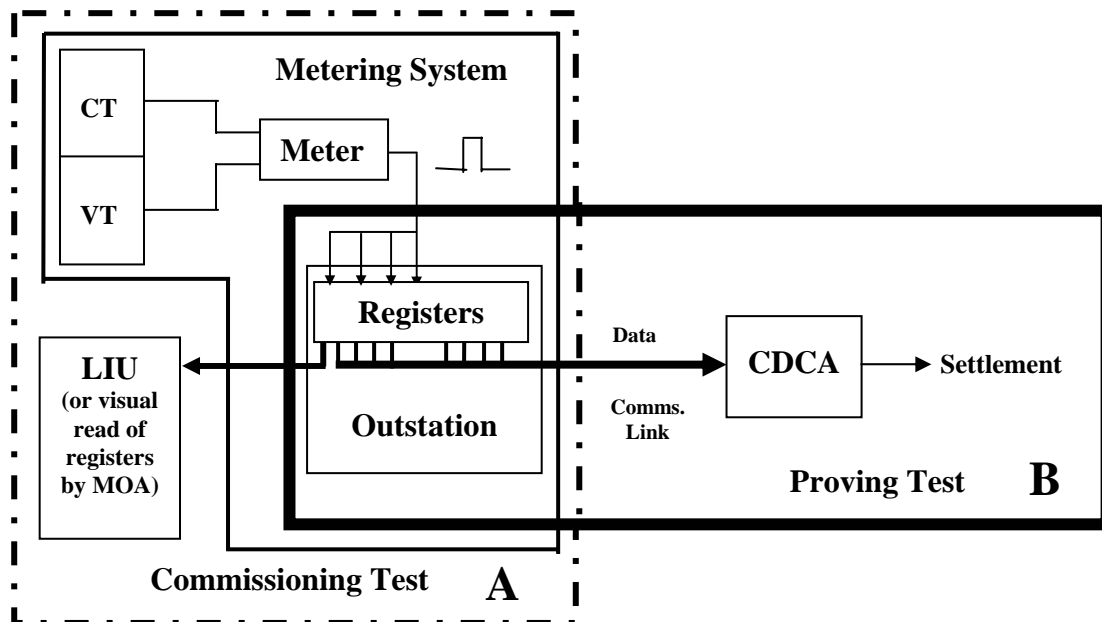 Metering System
CT
VT
Meter
Registers
Outstation
LIU
(or visual
read of
registers
by MOA)
Data
Comms.
Link
CDCA
Settlement
Proving Test B
Commissioning Test A